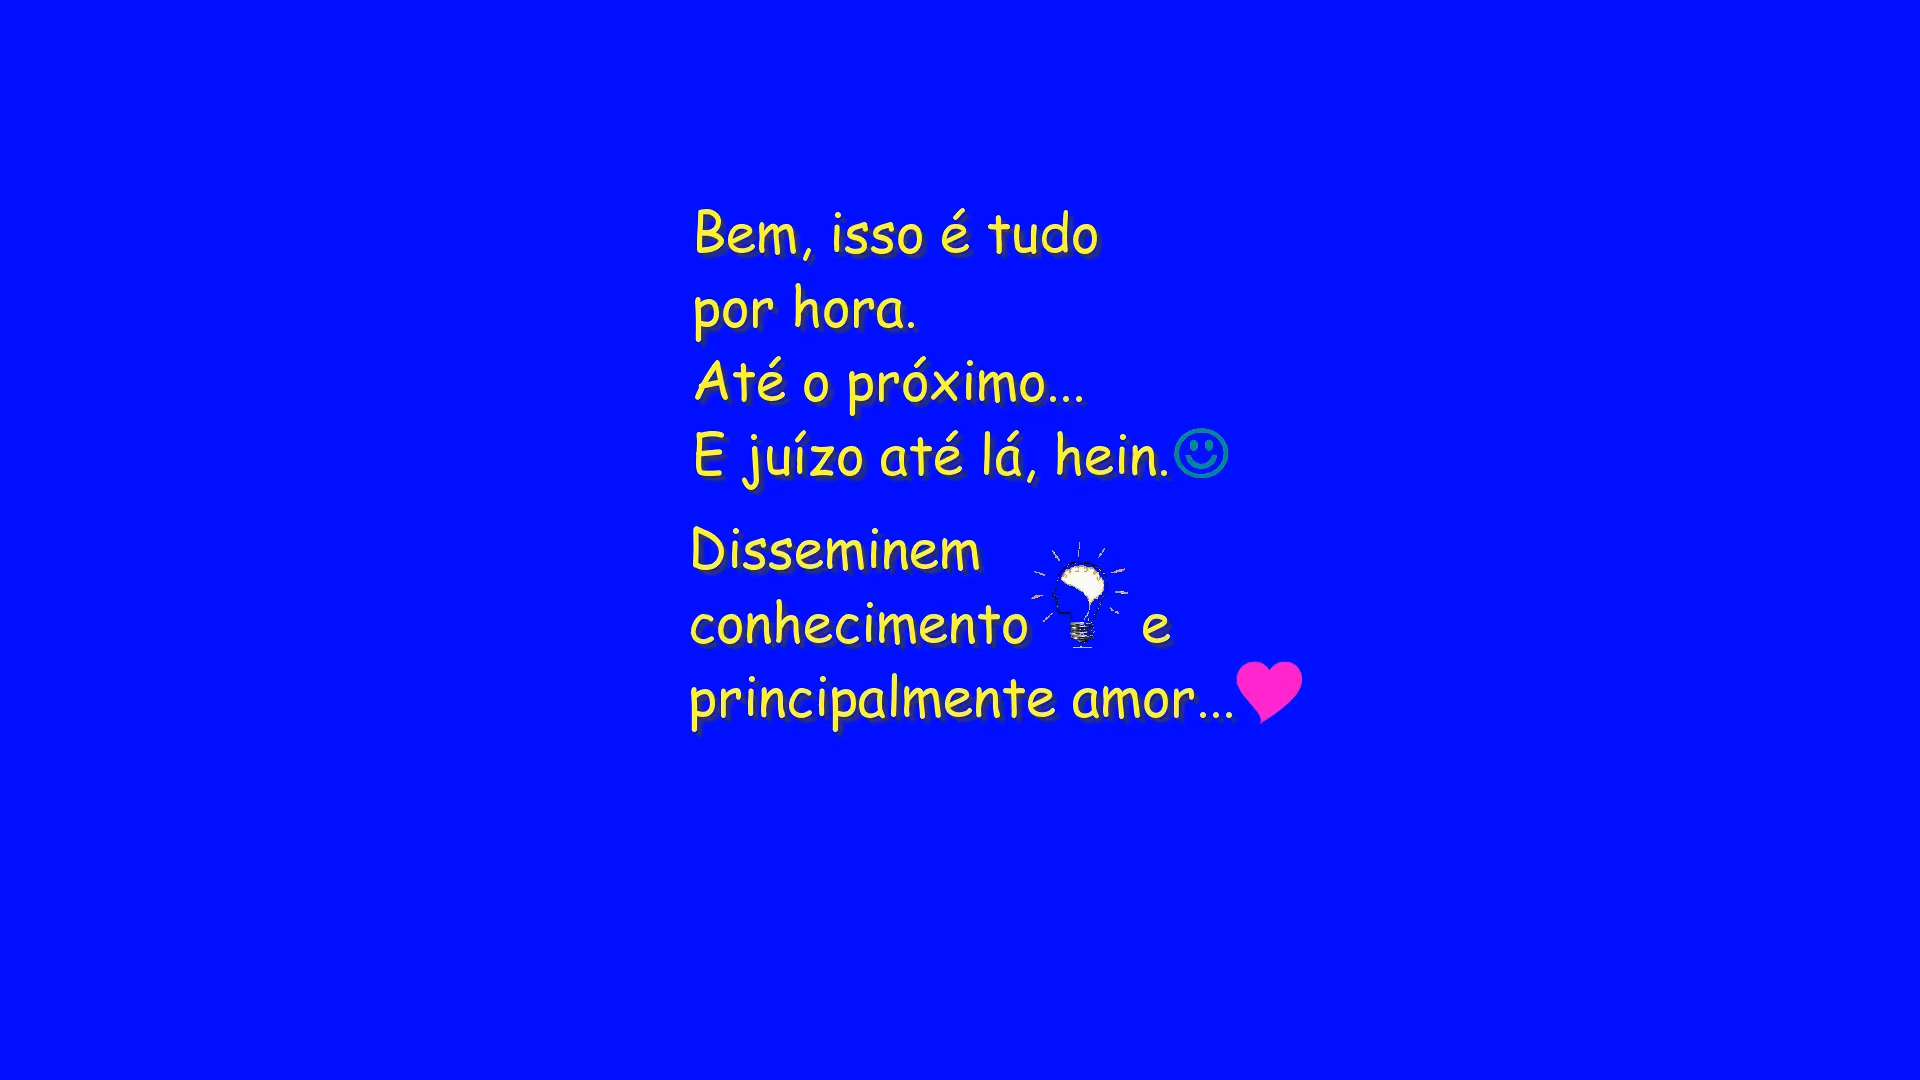 Bem, isso é tudo
por hora.
Até o próximo...
E juízo até lá, hein.
Disseminem
conhecimento e
principalmente amor...